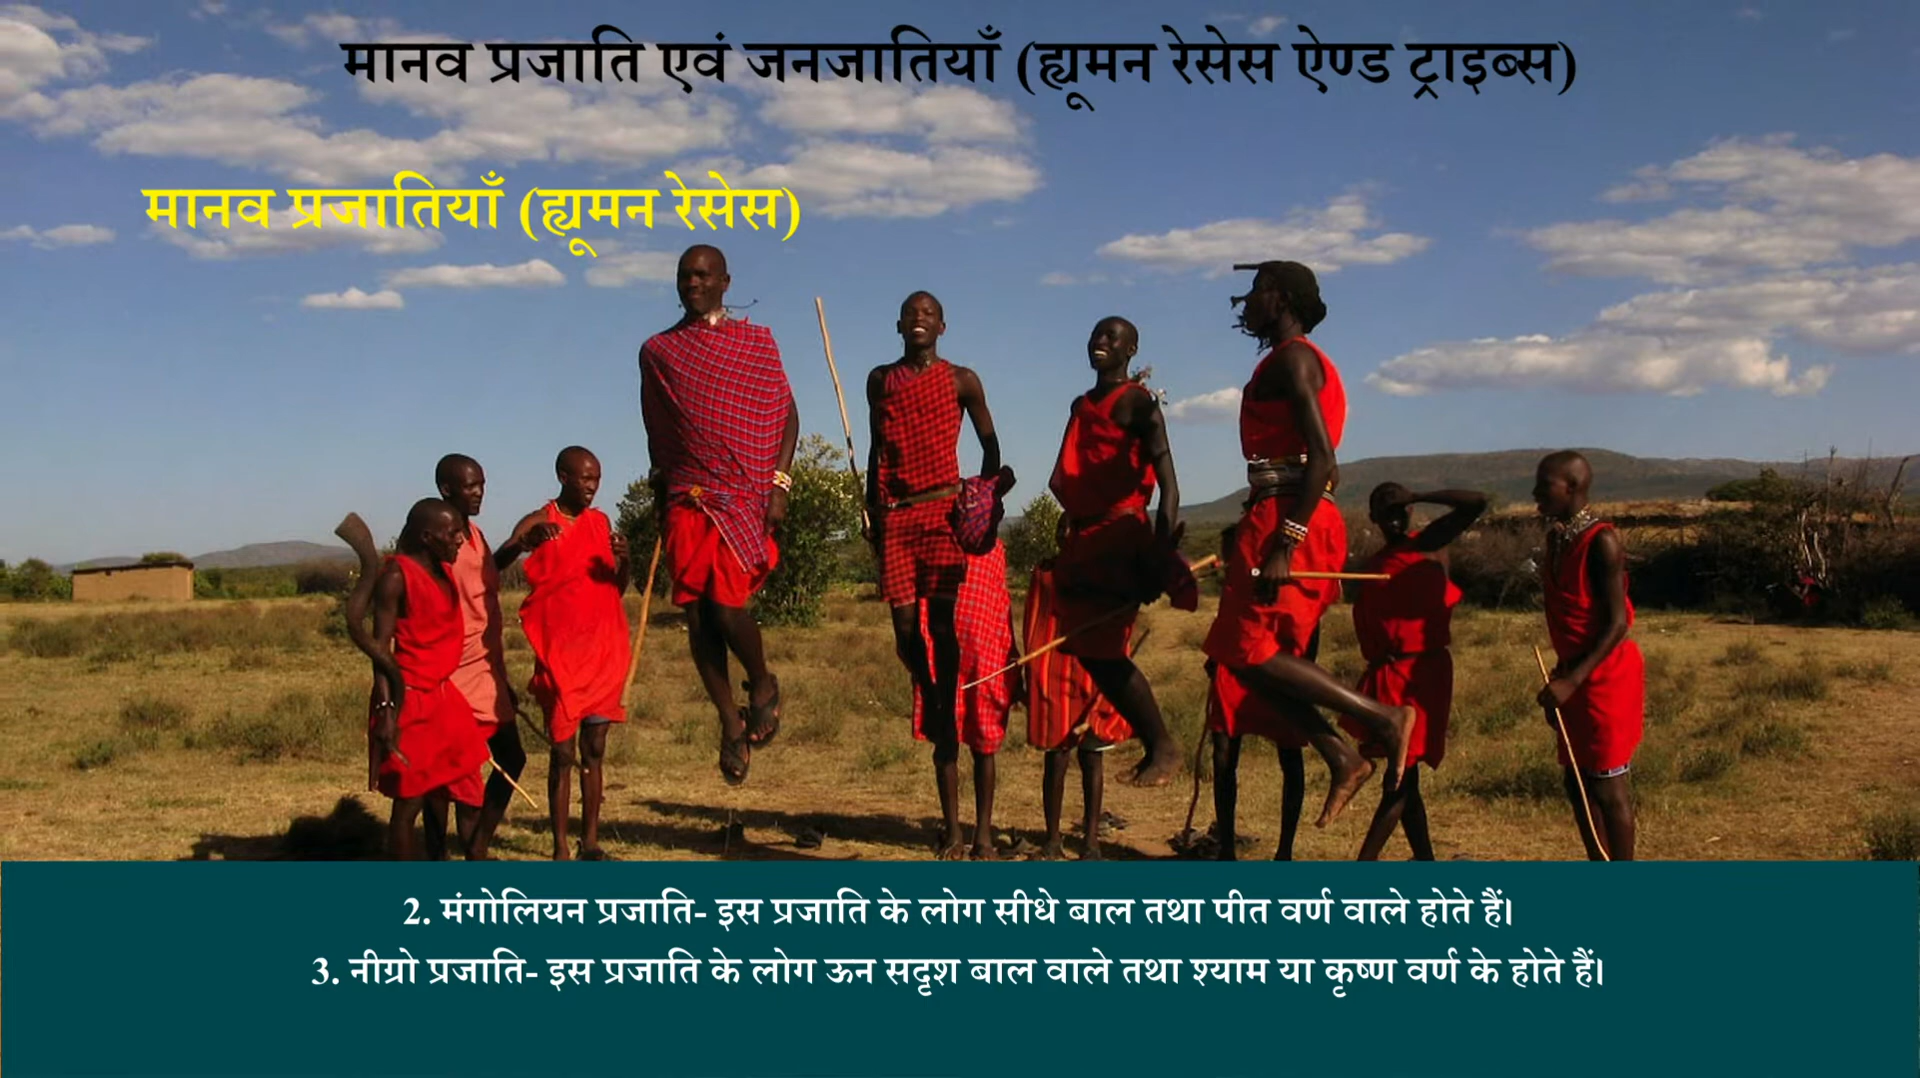 मानव प्रजाति एवं जनजातियाँ (ह्यूमन रेसेस ऐण्ड ट्राइब्स)
मानव प्रजातियाँ (ह्यूमन रेसेस)
2. मंगोलियन प्रजाति- इस प्रजाति के लोग सीधे बाल तथा पीत वर्ण वाले होते हैं।
3. नीग्रो प्रजाति- इस प्रजाति के लोग ऊन सदृश बाल वाले तथा श्याम या कृष्ण वर्ण के होते हैं।